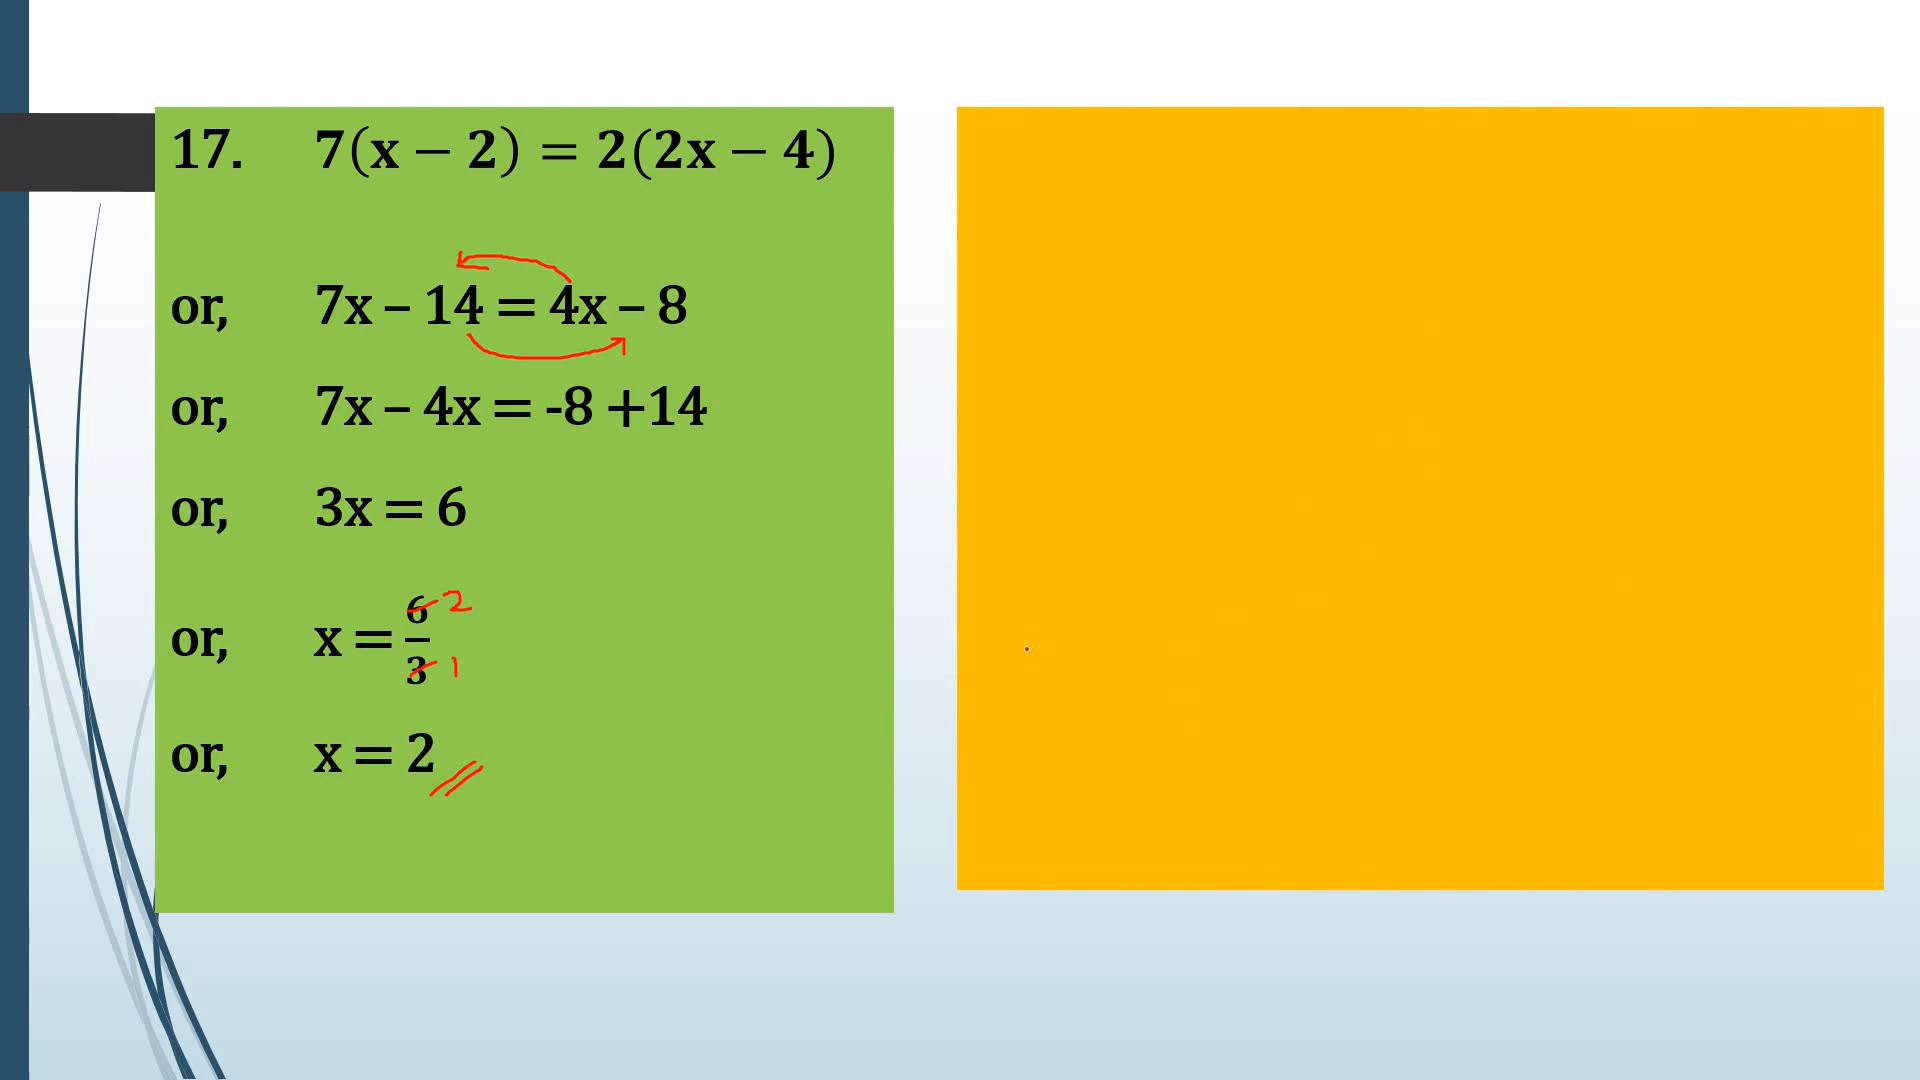 17. 7(x − 2) = 2(2x − 4)
or, 7x – 14 = 4x – 8
or, 7x – 4x = -8 +14
or, 3x = 6
or, x = 6/3 2 1
or, x = 2